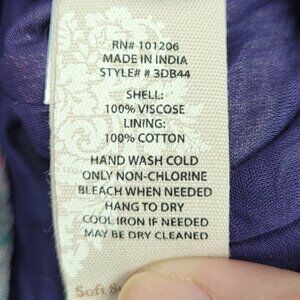 RN# 101206
MADE IN INDIA
STYLE# # 3DB44
SHELL:
100% VISCOSE
LINING:
100% COTTON
HAND WASH COLD
ONLY NON-CHLORINE
BLEACH WHEN NEEDED
HANG TO DRY
COOL IRON IF NEEDED
MAY BE DRY CLEANED
Soft